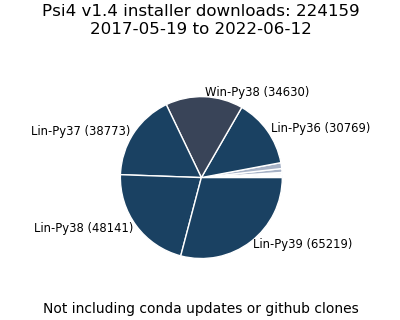 Psi4 v1.4 installer downloads: 224159
2017-05-19 to 2022-06-12
Win-Py38 (34630)
Lin-Py37 (38773)
Lin-Py36 (30769)
Lin-Py38 (48141)
Lin-Py39 (65219)
Not including conda updates or github clones